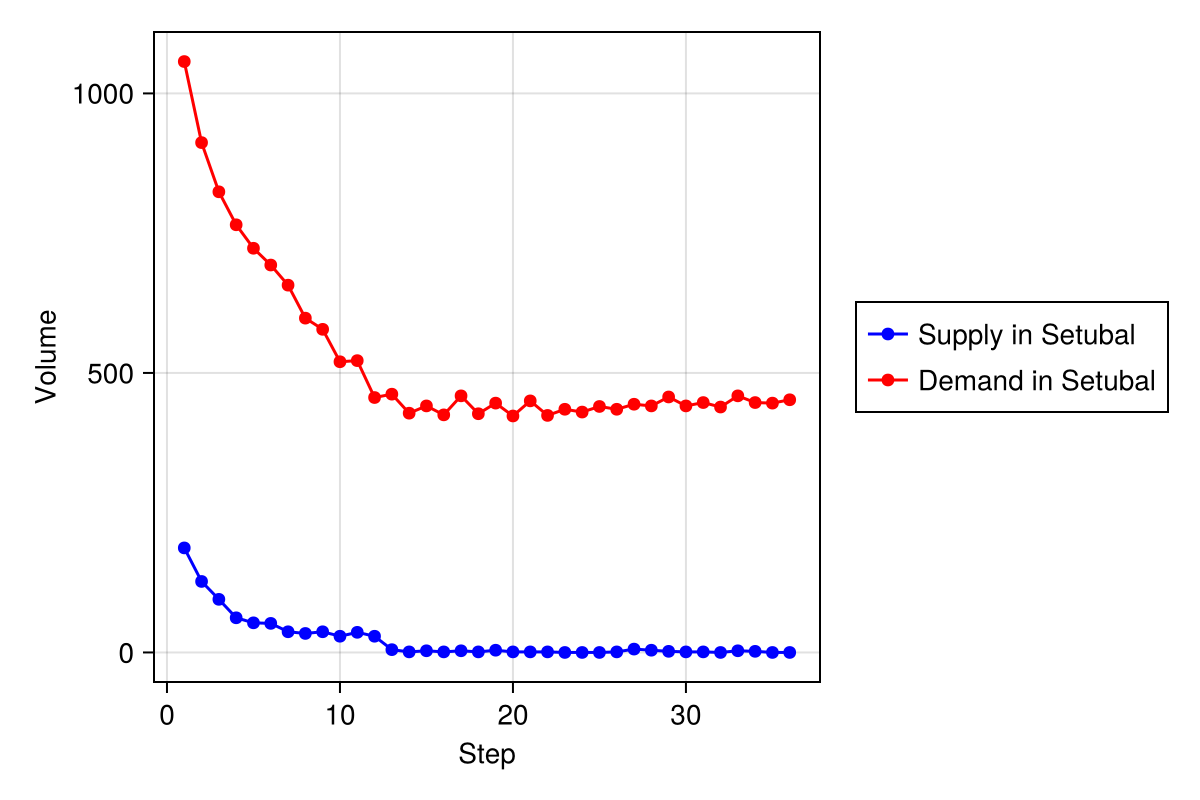 1000
500
0
Volume
0 10 20 30
Step
Supply in Setubal
Demand in Setubal